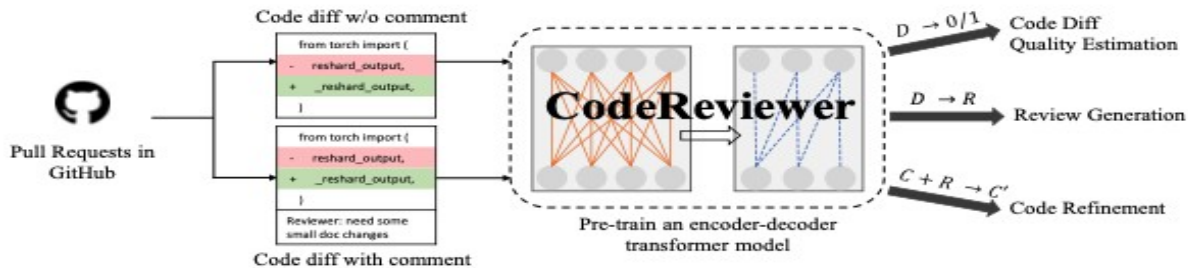 Code diff w/o comment
from torch import (
- reshard_output,
+ _reshard_output,
)
from torch import (
- reshard_output,
+ _reshard_output,
)
Reviewer: need some
small doc changes
Code diff with comment
Pull Requests in
GitHub
CodeReviewer
Pre-train an encoder-decoder
transformer model
D → 0/1
Code Diff
Quality Estimation
D → R
Review Generation
C + R → C'
Code Refinement